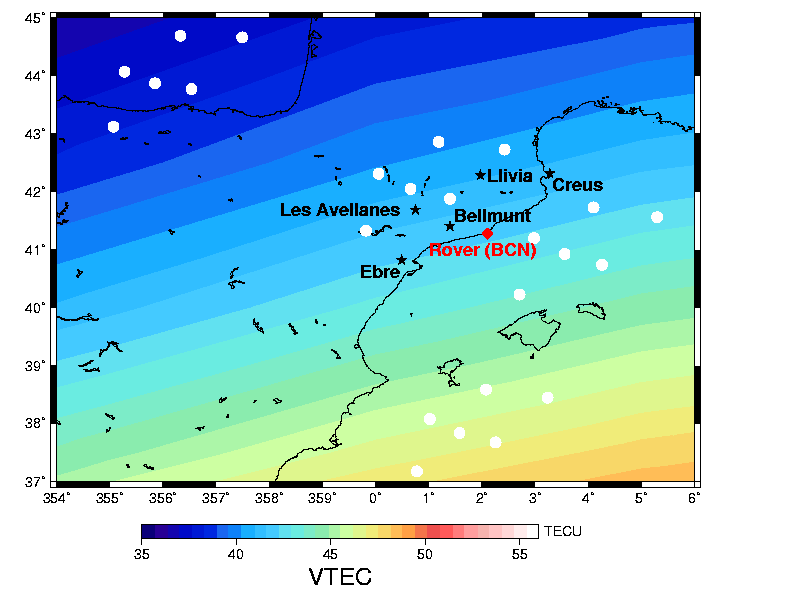 45°
44°
43°
42°
41°
40°
39°
38°
37°
Llivia
Creus
Les Avellanes
Bellmunt
Rover (BCN)
Ebre
354° 355° 356° 357° 358° 359° 0° 1° 2° 3° 4° 5° 6°
TECU
35 40 45 50 55
VTEC